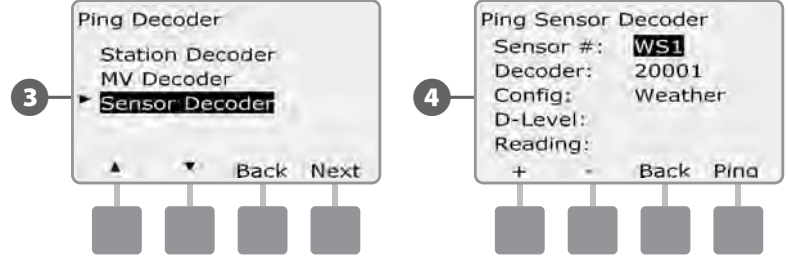 3
Ping Decoder
Station Decoder
MV Decoder
Sensor Decoder
Back Next
4
Ping Sensor Decoder
Sensor #: WS1
Decoder: 20001
Config: Weather
D-Level:
Reading:
+ - Back Ping